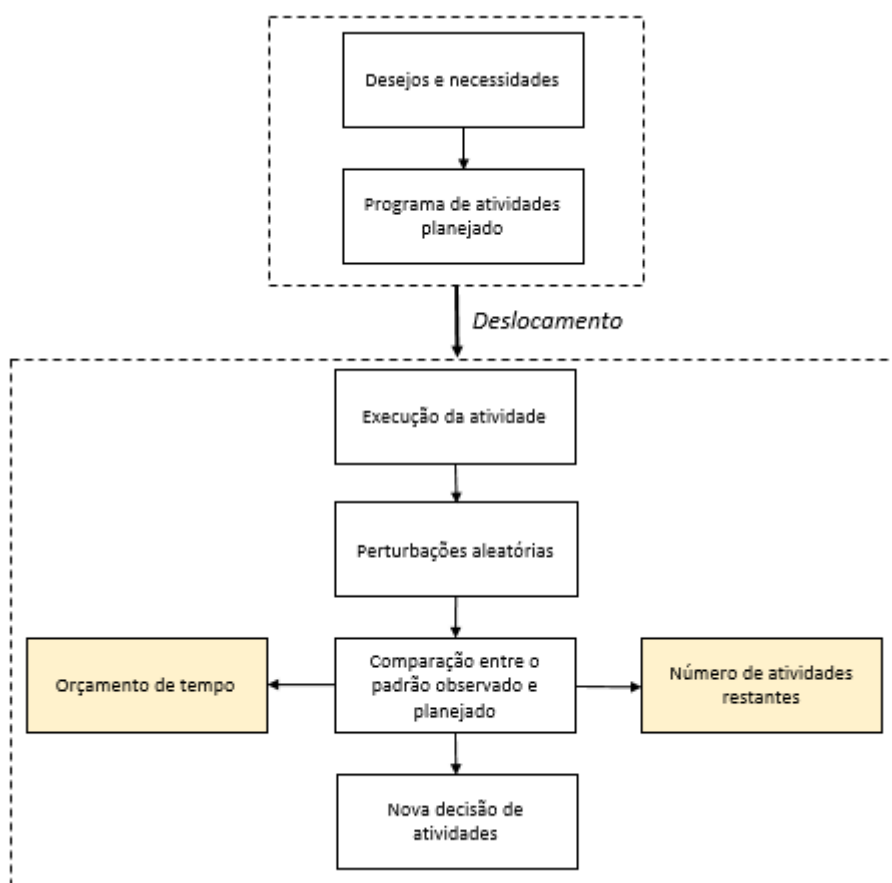 Desejos e necessidades
Programa de atividades
planejado
Deslocamento
Execução da atividade
Perturbações aleatórias
Orçamento de tempo
Comparação entre o
padrão observado e
planejado
Número de atividades
restantes
Nova decisão de
atividades